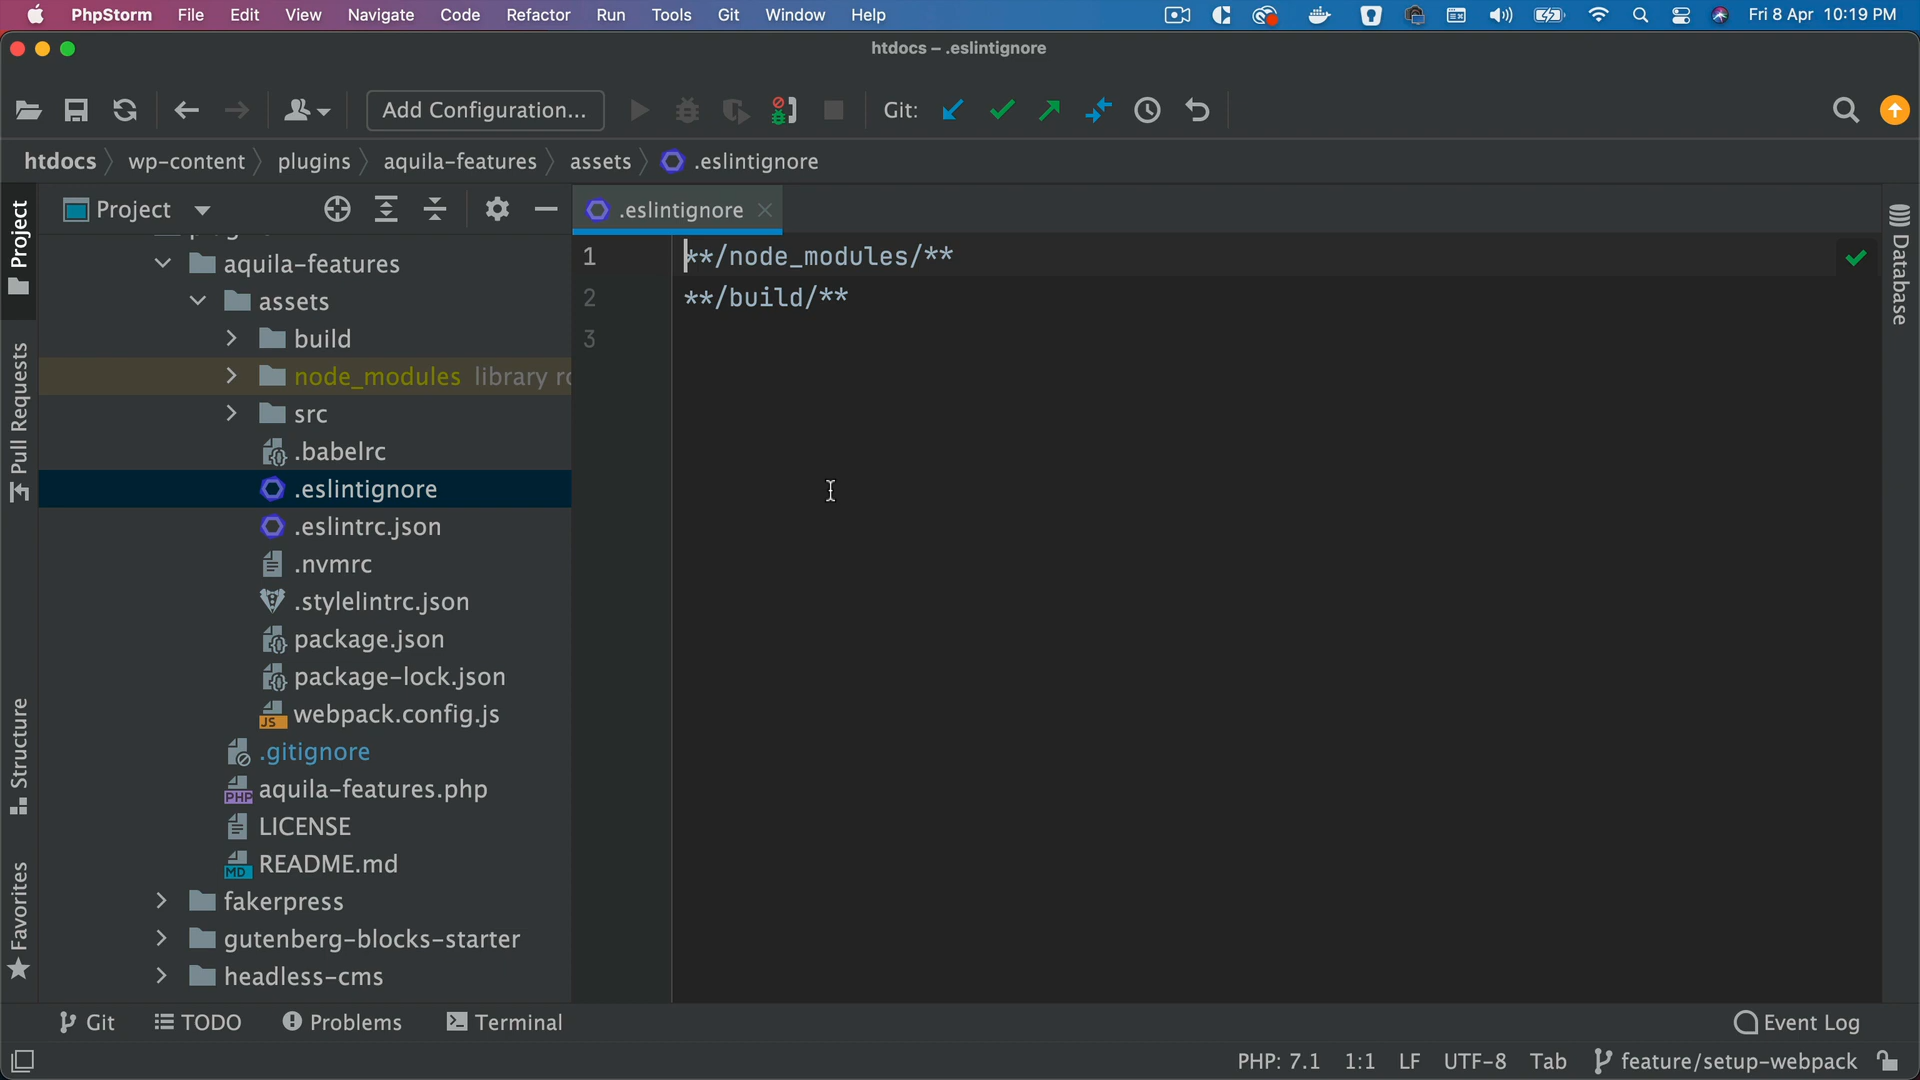 PhpStorm File Edit View Navigate Code Refactor Run Tools Git Window Help Fri 8 Apr 10:19 PM
htdocs – .eslintignore
Add Configuration... Git:
htdocs wp-content plugins aquila-features assets .eslintignore
Project
.eslintignore
Project
Pull Requests
Structure
Favorites
aquila-features
assets
build
node_modules library ro
src
.babelrc
.eslintignore
.eslintrc.json
.nvmrc
.stylelintrc.json
package.json
package-lock.json
webpack.config.js
.gitignore
aquila-features.php
LICENSE
README.md
fakerpress
gutenberg-blocks-starter
headless-cms
1 **/node_modules/**
2 **/build/**
3
Database
Git TODO Problems Terminal Event Log
PHP: 7.1 1:1 LF UTF-8 Tab feature/setup-webpack